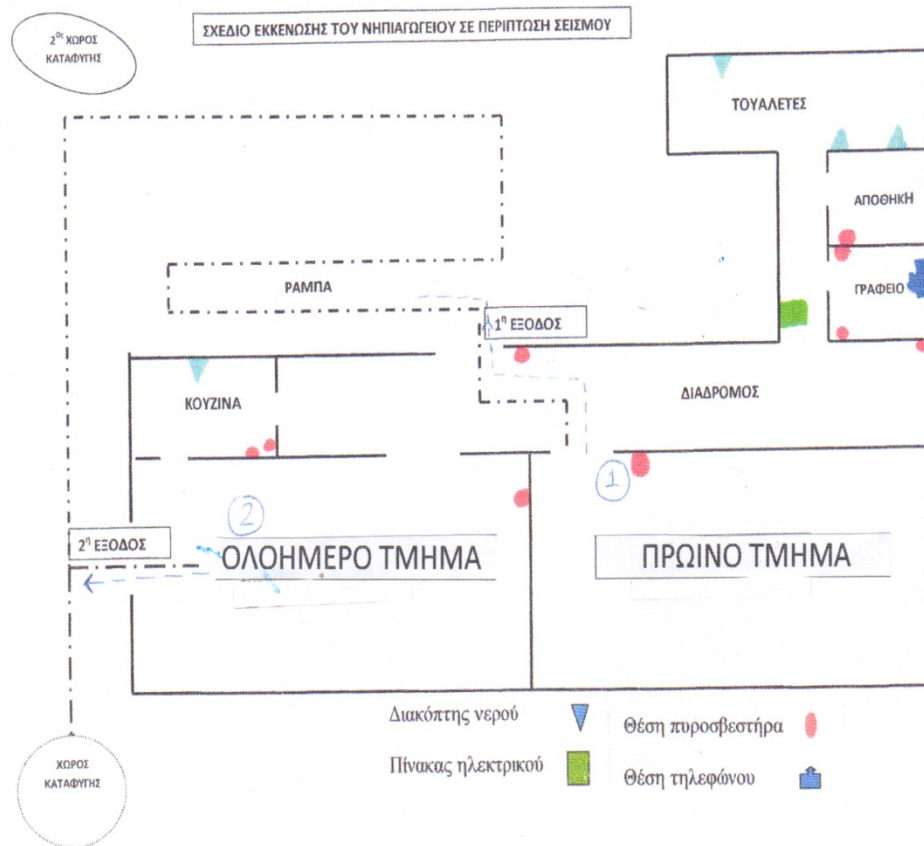 ΣΧΕΔΙΟ ΕΚΚΕΝΩΣΗΣ ΤΟΥ ΝΗΠΙΑΓΩΓΕΙΟΥ ΣΕ ΠΕΡΙΠΤΩΣΗ ΣΕΙΣΜΟΥ
2ος ΧΩΡΟΣ
ΚΑΤΑΦΥΓΗΣ
ΤΟΥΑΛΕΤΕΣ
ΑΠΟΘΗΚΗ
ΡΑΜΠΑ
ΓΡΑΦΕΙΟ
1η ΕΞΟΔΟΣ
ΚΟΥΖΙΝΑ
ΔΙΑΔΡΟΜΟΣ
1
2
2η ΕΞΟΔΟΣ
ΟΛΟΗΜΕΡΟ ΤΜΗΜΑ
ΠΡΩΙΝΟ ΤΜΗΜΑ
Διακόπτης νερού
Θέση πυροσβεστήρα
Πίνακας ηλεκτρικού
Θέση τηλεφώνου
ΧΩΡΟΣ
ΚΑΤΑΦΥΓΗΣ